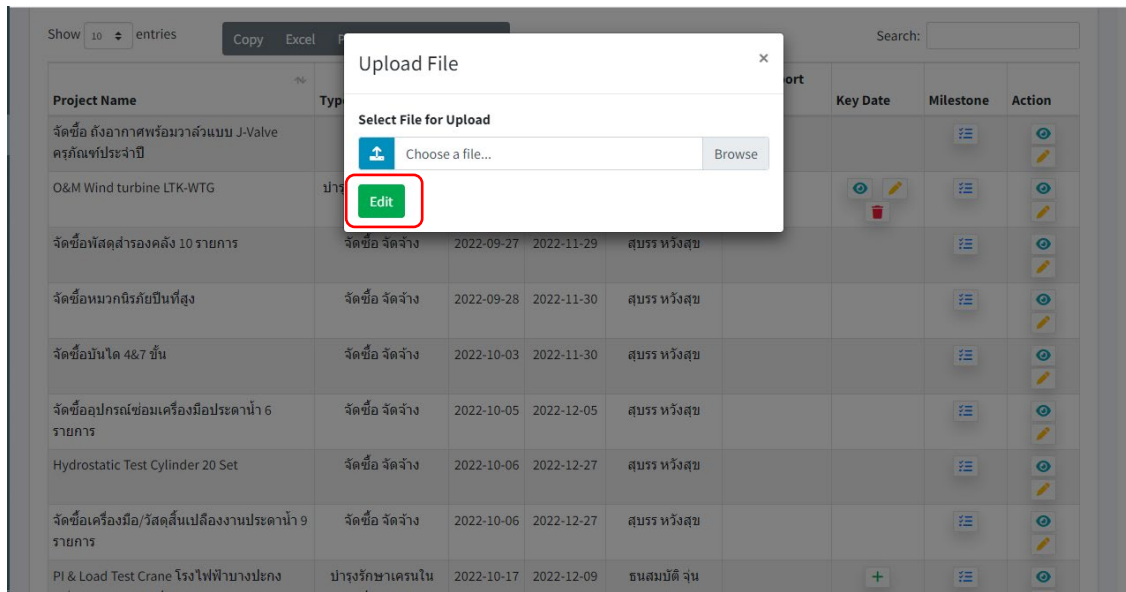 Show 10 entries Copy Excel Search:
Upload File ×
Project Name Key Date Milestone Action
Select File for Upload
Choose a file... Browse
Edit
จัดซื้อ ถังอากาศพร้อมวาล์วแบบ J-Valve
ครุภัณฑ์ประจำปี
O&M Wind turbine LTK-WTG
จัดซื้อพัสดุสำรองคลัง 10 รายการ จัดซื้อ จัดจ้าง 2022-09-27 2022-11-29 สุบรร หวังสุข
จัดซื้อหมวกนิรภัยปีนที่สูง จัดซื้อ จัดจ้าง 2022-09-28 2022-11-30 สุบรร หวังสุข
จัดซื้อบันได 4&7 ขั้น จัดซื้อ จัดจ้าง 2022-10-03 2022-11-30 สุบรร หวังสุข
จัดซื้ออุปกรณ์ซ่อมเครื่องมือประดาน้ำ 6 จัดซื้อ จัดจ้าง 2022-10-05 2022-12-05 สุบรร หวังสุข
รายการ
Hydrostatic Test Cylinder 20 Set จัดซื้อ จัดจ้าง 2022-10-06 2022-12-27 สุบรร หวังสุข
จัดซื้อเครื่องมือ/วัสดุสิ้นเปลืองงานประดาน้ำ 9 จัดซื้อ จัดจ้าง 2022-10-06 2022-12-27 สุบรร หวังสุข
รายการ
PI & Load Test Crane โรงไฟฟ้าบางปะกง บำรุงรักษาเครนใน 2022-10-17 2022-12-09 ธนสมบัติ จุ่น